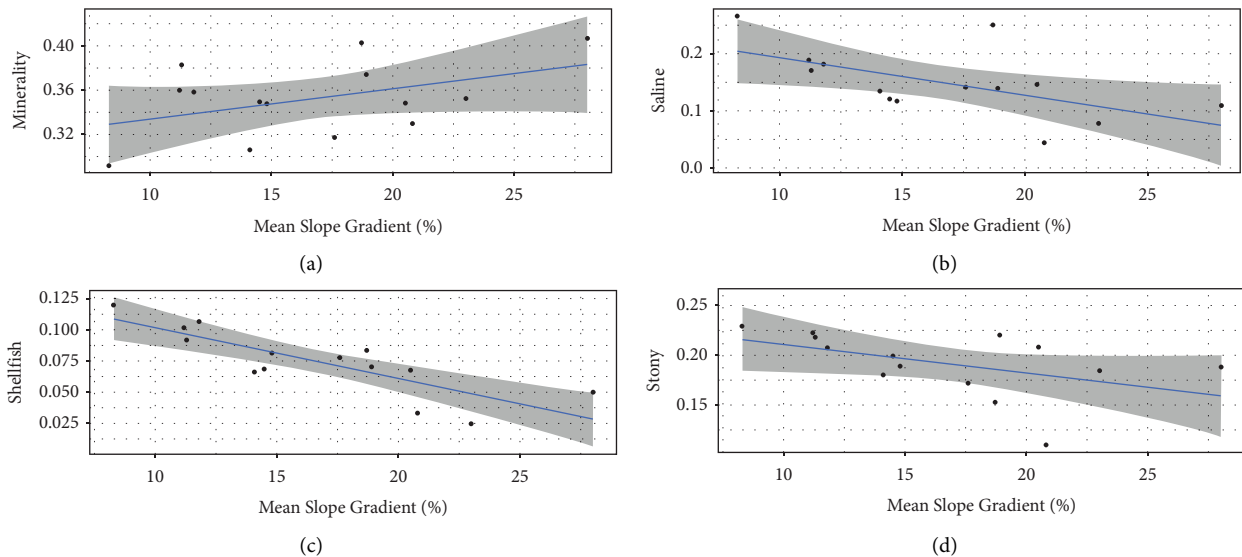 Minerality
0.40
0.36
0.32
10 15 20 25
Mean Slope Gradient (%)
(a)
Saline
0.2
0.1
0.0
10 15 20 25
Mean Slope Gradient (%)
(b)
Shellfish
0.125
0.100
0.075
0.050
0.025
10 15 20 25
Mean Slope Gradient (%)
(c)
Stony
0.25
0.20
0.15
10 15 20 25
Mean Slope Gradient (%)
(d)